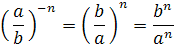 (a/b)^{-n} = (b/a)^n = b^n/a^n